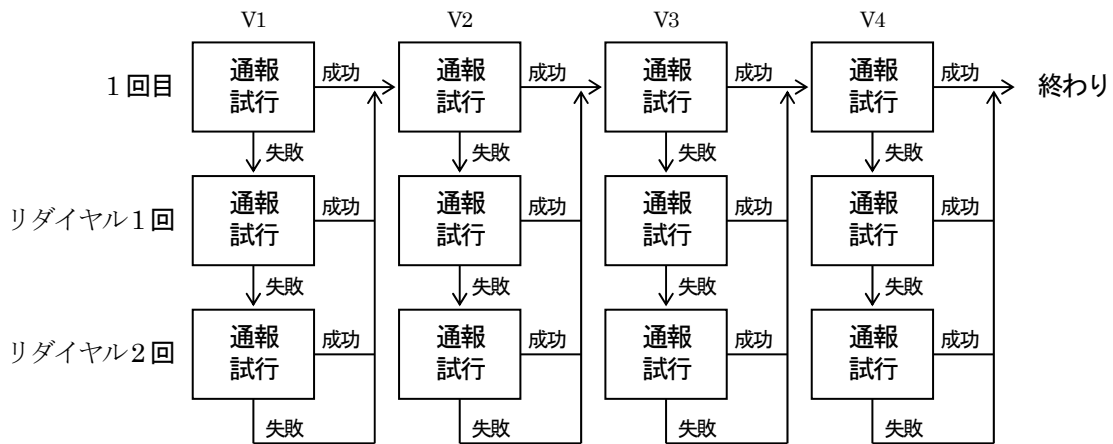 V1 V2 V3 V4
1回目 通報試行 成功 通報試行 成功 通報試行 成功 通報試行 成功 終わり
失敗 失敗 失敗 失敗
リダイヤル1回 通報試行 成功 通報試行 成功 通報試行 成功 通報試行 成功
失敗 失敗 失敗 失敗
リダイヤル2回 通報試行 成功 通報試行 成功 通報試行 成功 通報試行 成功
失敗 失敗 失敗 失敗